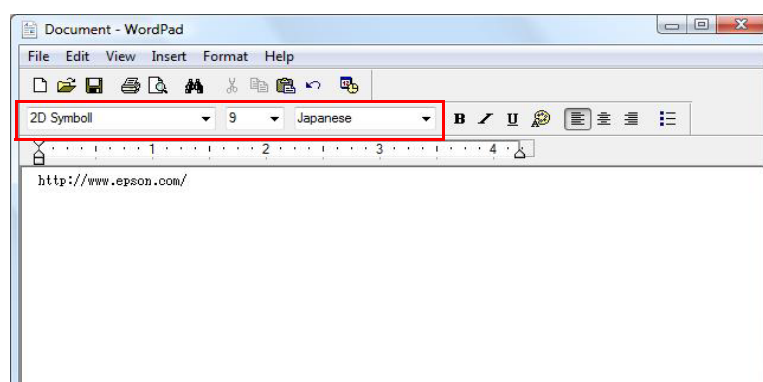 Document - WordPad
File Edit View Insert Format Help
2D Symboll 9 Japanese B U
1 2 3 4
http://www.epson.com/